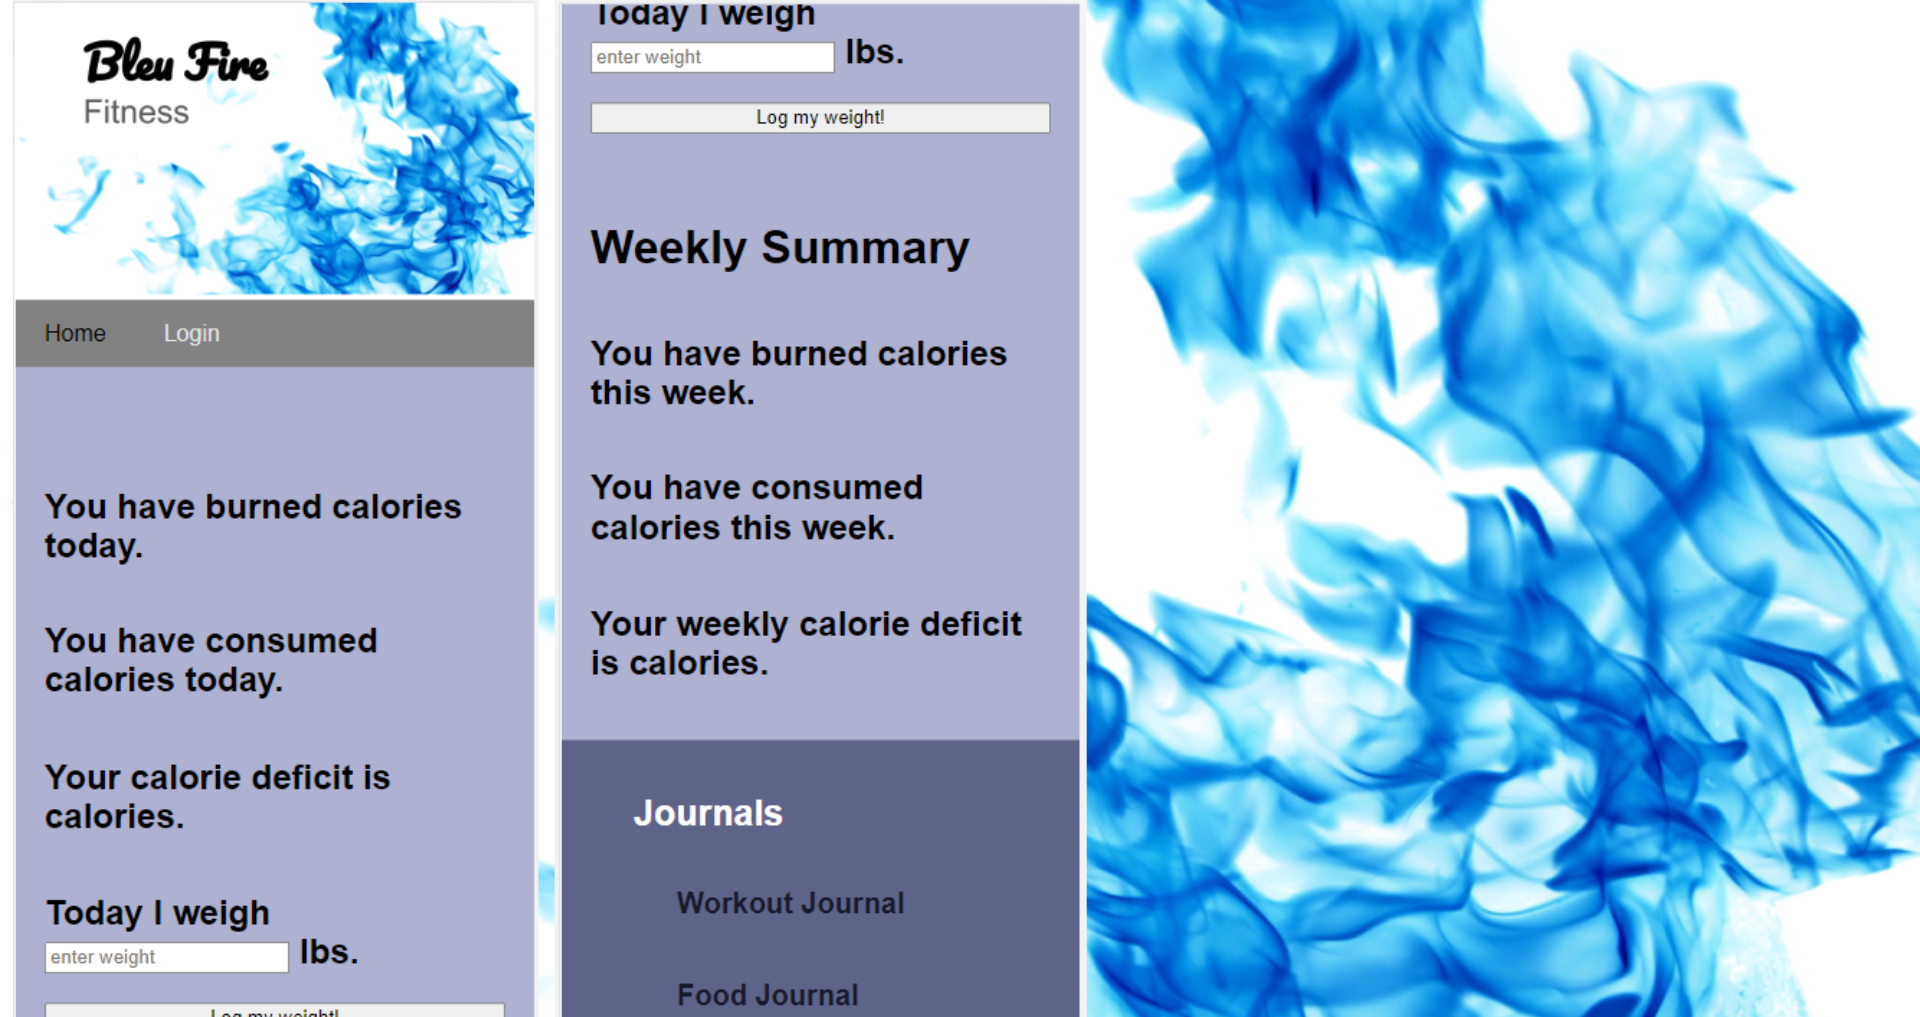 Bleu Fire
Fitness
Home Login
You have burned calories
today.
You have consumed
calories today.
Your calorie deficit is
calories.
Today I weigh
enter weight lbs.
Log my weight!
Today I weigh
enter weight lbs.
Log my weight!
Weekly Summary
You have burned calories
this week.
You have consumed
calories this week.
Your weekly calorie deficit
is calories.
Journals
Workout Journal
Food Journal